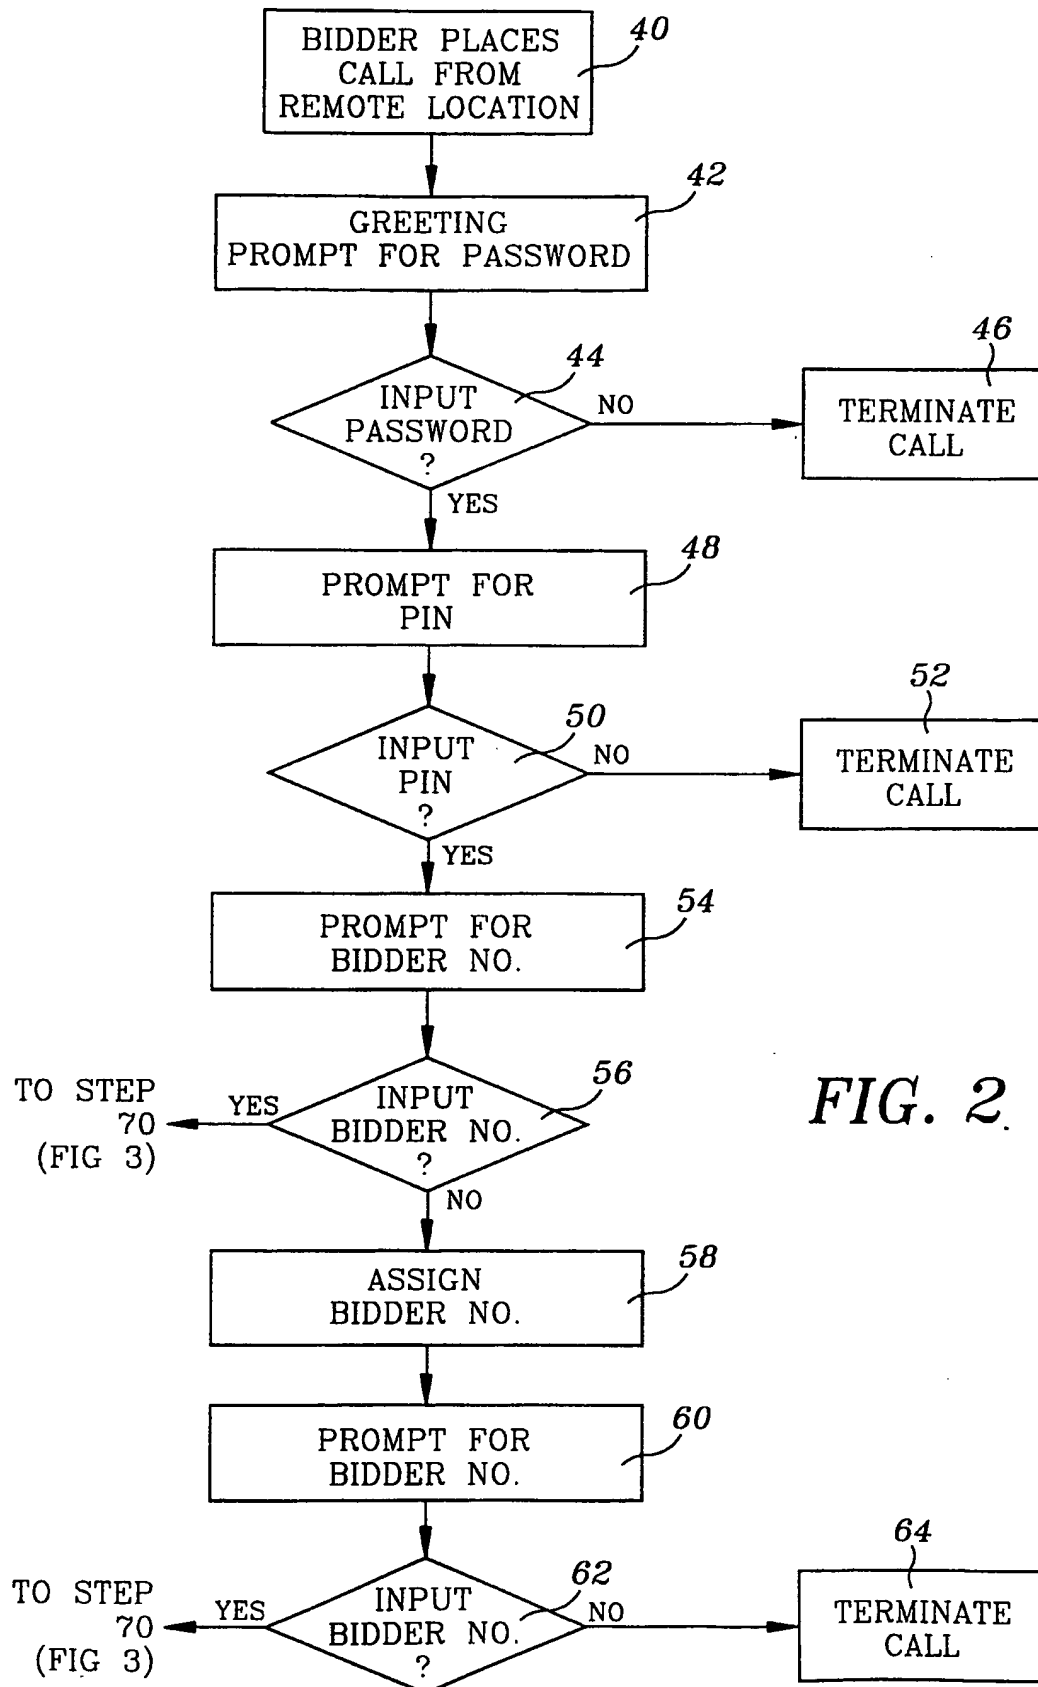 BIDDER PLACES
CALL FROM
REMOTE LOCATION
40
GREETING
PROMPT FOR PASSWORD
42
INPUT
PASSWORD
?
44
NO
TERMINATE
CALL
46
YES
PROMPT FOR
PIN
48
INPUT
PIN
?
50
NO
TERMINATE
CALL
52
YES
PROMPT FOR
BIDDER NO.
54
INPUT
BIDDER NO.
?
56
YES
TO STEP
70
(FIG 3)
FIG. 2
NO
ASSIGN
BIDDER NO.
58
PROMPT FOR
BIDDER NO.
60
INPUT
BIDDER NO.
?
62
YES
TO STEP
70
(FIG 3)
NO
TERMINATE
CALL
64